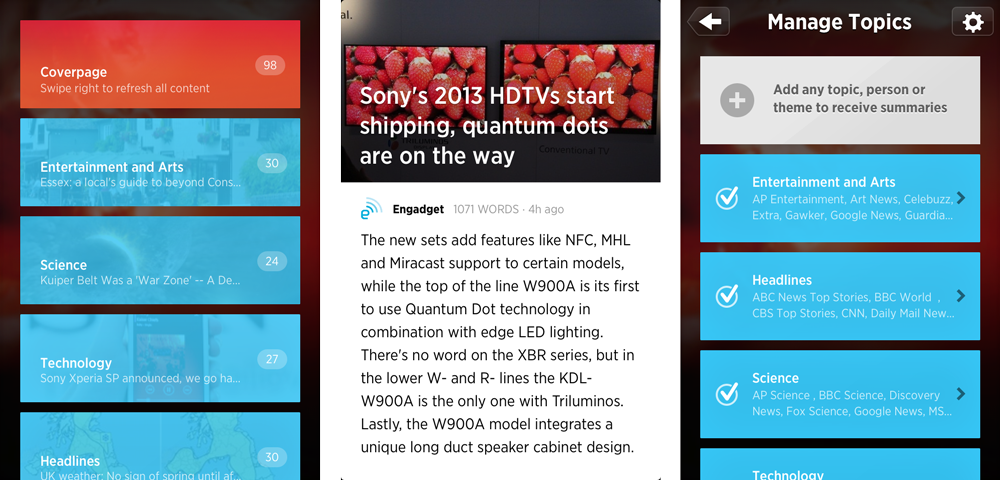 Coverpage
98
Swipe right to refresh all content
Entertainment and Arts
30
Essex: a local's guide to beyond Cons...
Science
24
Kuiper Belt Was a 'War Zone' -- A De...
Technology
27
Sony Xperia SP announced, we go ha...
Headlines
30
UK weather: No sign of spring until af...
al.
Sony's 2013 HDTVs start
shipping, quantum dots
are on the way
Conventional TV
Engadget 1071 WORDS · 4h ago
The new sets add features like NFC, MHL
and Miracast support to certain models,
while the top of the line W900A is its first
to use Quantum Dot technology in
combination with edge LED lighting.
There's no word on the XBR series, but in
the lower W- and R- lines the KDL-
W900A is the only one with Triluminos.
Lastly, the W900A model integrates a
unique long duct speaker cabinet design.
Manage Topics
Add any topic, person or
theme to receive summaries
Entertainment and Arts
AP Entertainment, Art News, Celebuzz,
Extra, Gawker, Google News, Guardia...
Headlines
ABC News Top Stories, BBC World ,
CBS Top Stories, CNN, Daily Mail New...
Science
AP Science , BBC Science, Discovery
News, Fox Science, Google News, MS...
Technology